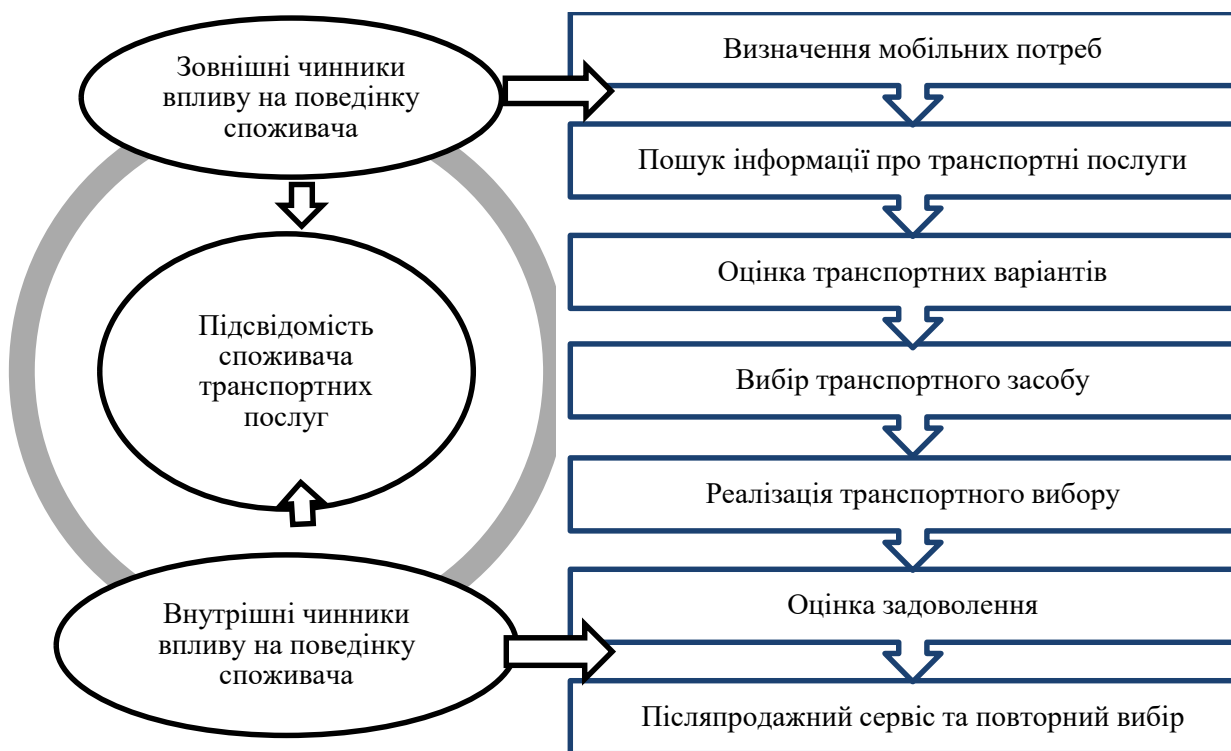 Зовнішні чинники
впливу на поведінку
споживача
Підсвідомість
споживача
транспортних
послуг
Внутрішні чинники
впливу на поведінку
споживача
Визначення мобільних потреб
Пошук інформації про транспортні послуги
Оцінка транспортних варіантів
Вибір транспортного засобу
Реалізація транспортного вибору
Оцінка задоволення
Післяпродажний сервіс та повторний вибір